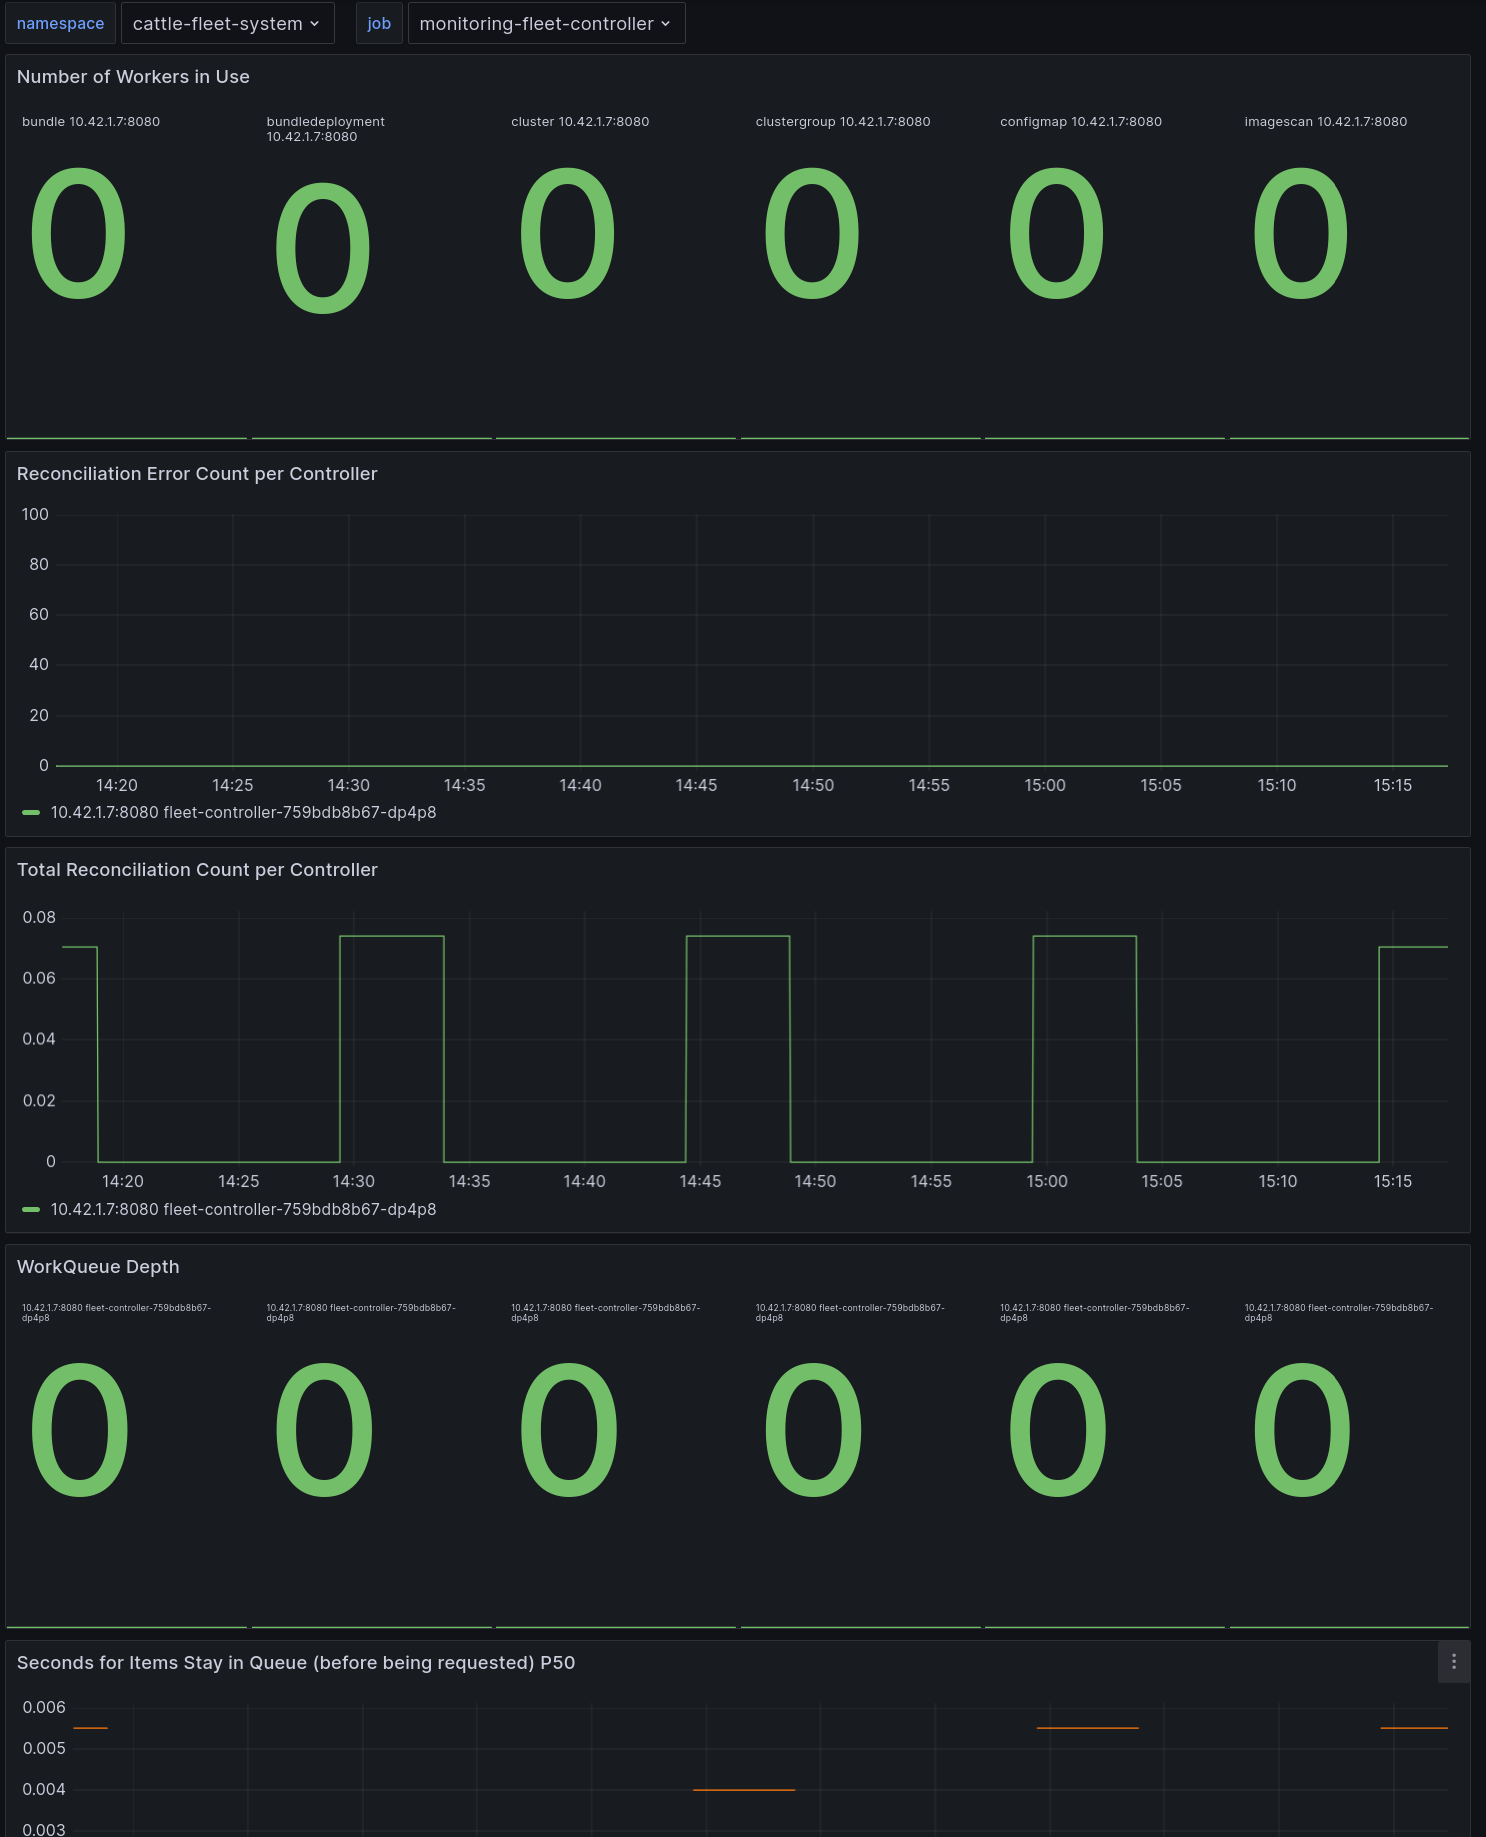 namespace cattle-fleet-system job monitoring-fleet-controller
Number of Workers in Use
bundle 10.42.1.7:8080
bundledeployment
10.42.1.7:8080
cluster 10.42.1.7:8080
clustergroup 10.42.1.7:8080
configmap 10.42.1.7:8080
imagescan 10.42.1.7:8080
0 0 0 0 0 0
Reconciliation Error Count per Controller
100
80
60
40
20
0
14:20 14:25 14:30 14:35 14:40 14:45 14:50 14:55 15:00 15:05 15:10 15:15
10.42.1.7:8080 fleet-controller-759bdb8b67-dp4p8
Total Reconciliation Count per Controller
0.08
0.06
0.04
0.02
0
14:20 14:25 14:30 14:35 14:40 14:45 14:50 14:55 15:00 15:05 15:10 15:15
10.42.1.7:8080 fleet-controller-759bdb8b67-dp4p8
WorkQueue Depth
10.42.1.7:8080 fleet-controller-759bdb8b67-
dp4p8
10.42.1.7:8080 fleet-controller-759bdb8b67-
dp4p8
10.42.1.7:8080 fleet-controller-759bdb8b67-
dp4p8
10.42.1.7:8080 fleet-controller-759bdb8b67-
dp4p8
10.42.1.7:8080 fleet-controller-759bdb8b67-
dp4p8
10.42.1.7:8080 fleet-controller-759bdb8b67-
dp4p8
0 0 0 0 0 0
Seconds for Items Stay in Queue (before being requested) P50
0.006
0.005
0.004
0.003